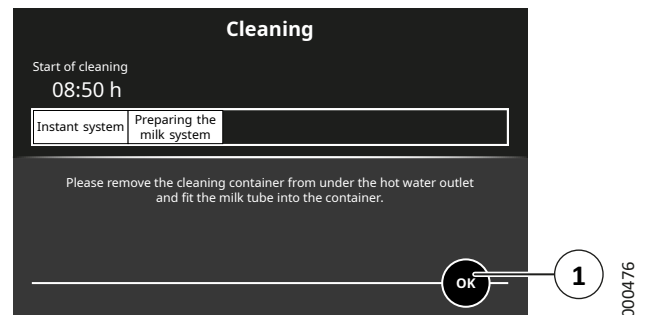 Cleaning
Start of cleaning
08:50 h
Instant system
Preparing the
milk system
Please remove the cleaning container from under the hot water outlet
and fit the milk tube into the container.
OK
1
000476